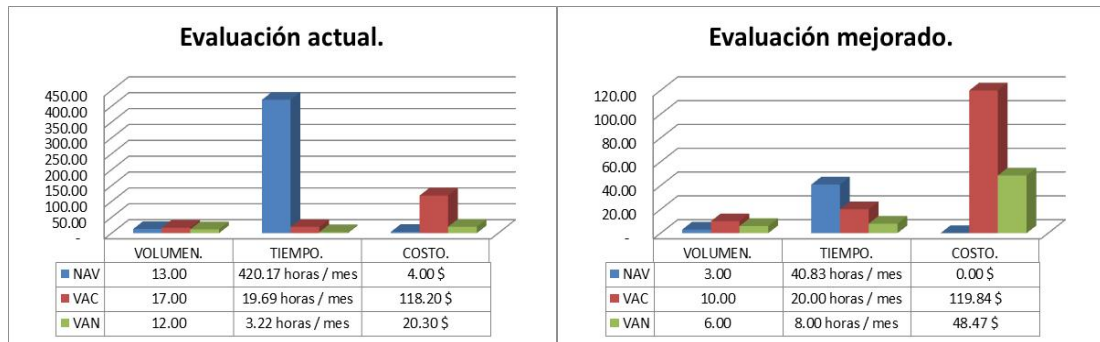 Evaluación actual.
450.00
400.00
350.00
300.00
250.00
200.00
150.00
100.00
50.00
-
VOLUMEN. TIEMPO. COSTO.
NAV 13.00 420.17 horas / mes 4.00 $
VAC 17.00 19.69 horas / mes 118.20 $
VAN 12.00 3.22 horas / mes 20.30 $
Evaluación mejorado.
120.00
100.00
80.00
60.00
40.00
20.00
-
VOLUMEN. TIEMPO. COSTO.
NAV 3.00 40.83 horas / mes 0.00 $
VAC 10.00 20.00 horas / mes 119.84 $
VAN 6.00 8.00 horas / mes 48.47 $